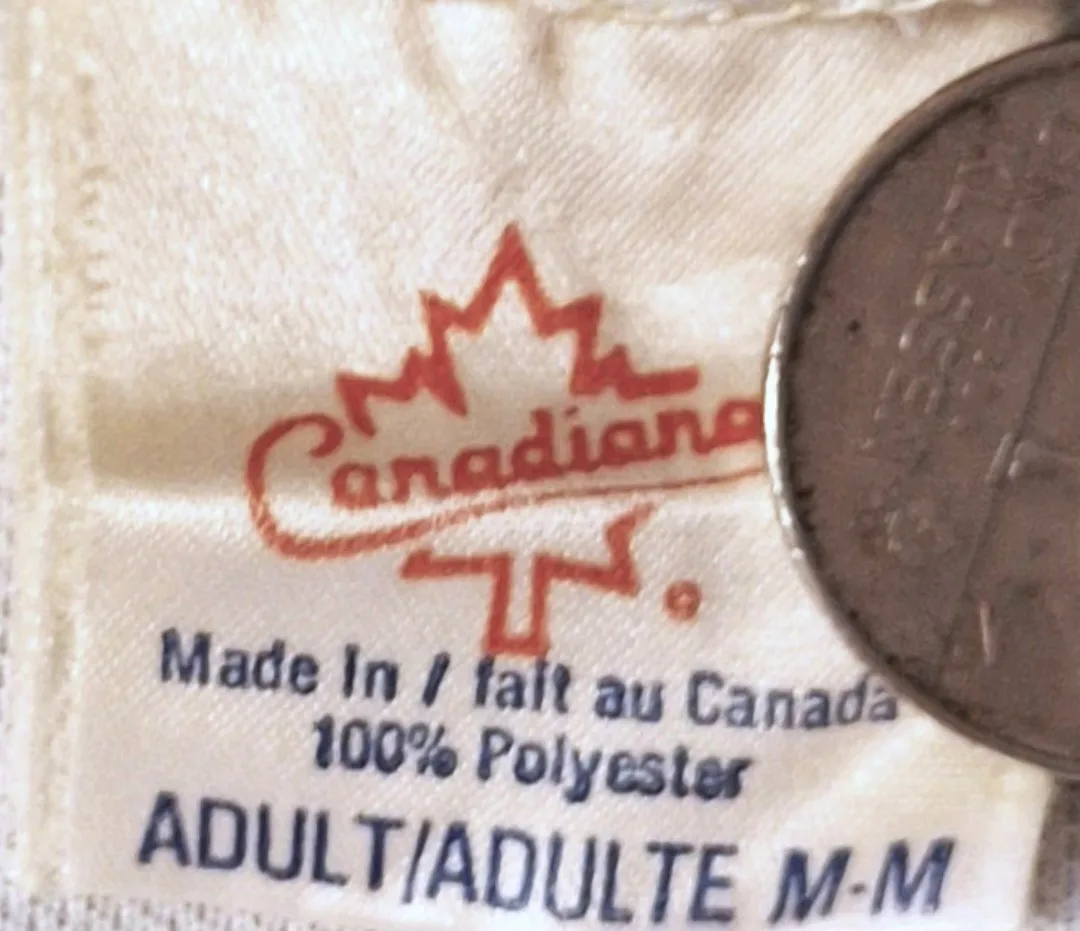 Canadiana
Made In / fait au Canada
100% Polyester
ADULT/ADULTE M-M